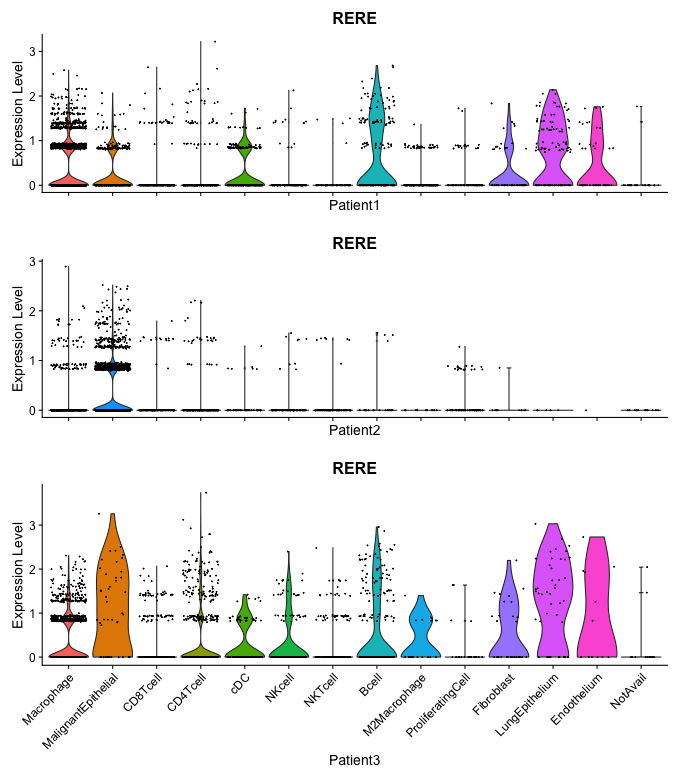 RERE
Expression Level
3
2
1
0
Patient1
RERE
Expression Level
3
2
1
0
Patient2
RERE
Expression Level
3
2
1
0
Macrophage
MalignantEpithelial
CD8Tcell
CD4Tcell
cDC
NKcell
NKTcell
Bcell
M2Macrophage
ProliferatingCell
Fibroblast
LungEpithelium
Endothelium
NotAvail
Patient3